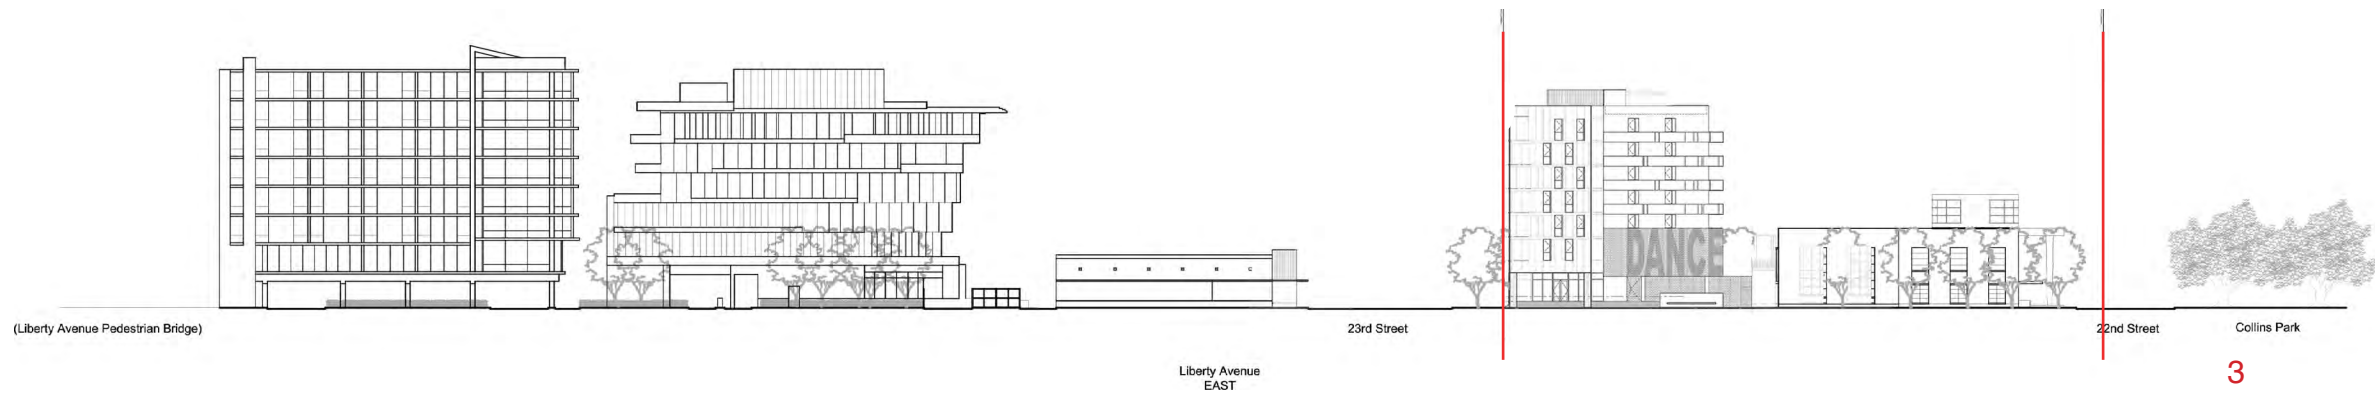 DANCE
(Liberty Avenue Pedestrian Bridge)
23rd Street
22nd Street
Collins Park
Liberty Avenue
EAST
3